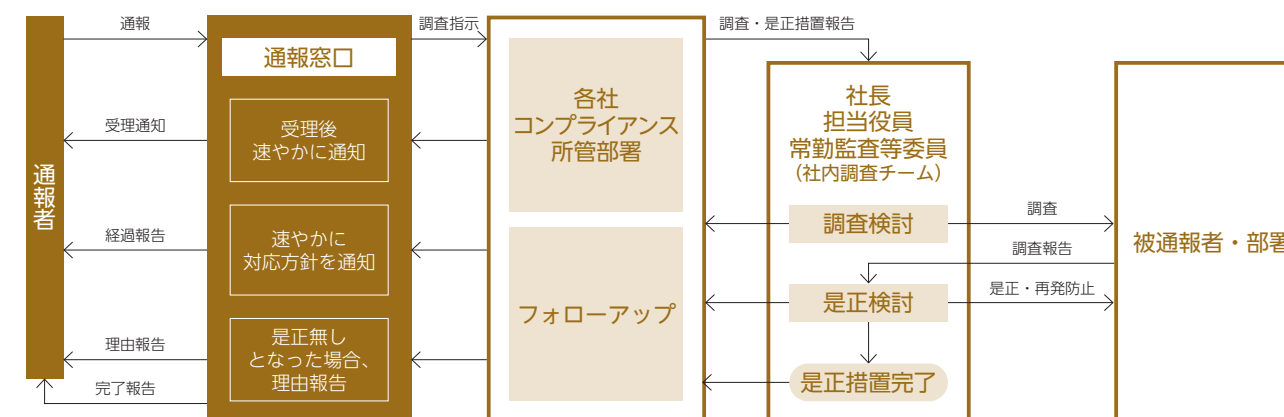 通報
調査指示
調査・是正措置報告
通報者
受理通知
経過報告
理由報告
完了報告
通報窓口
受理後
速やかに通知
速やかに
対応方針を通知
是正無し
となった場合、
理由報告
各社
コンプライアンス
所管部署
フォローアップ
社長
担当役員
常勤監査等委員
（社内調査チーム）
調査検討
是正検討
是正措置完了
調査
調査報告
是正・再発防止
被通報者・部署